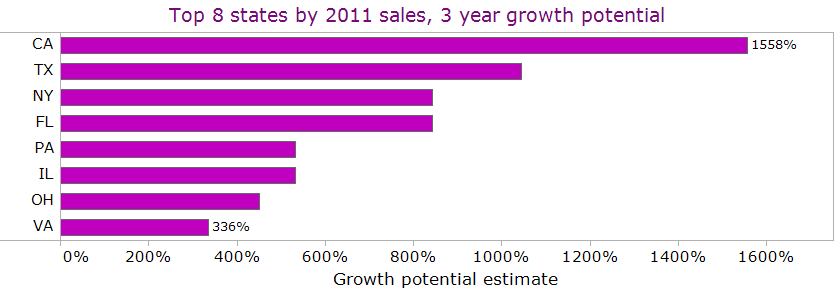 Top 8 states by 2011 sales, 3 year growth potential
CA 1558%
TX
NY
FL
PA
IL
OH
VA 336%
0% 200% 400% 600% 800% 1000% 1200% 1400% 1600%
Growth potential estimate